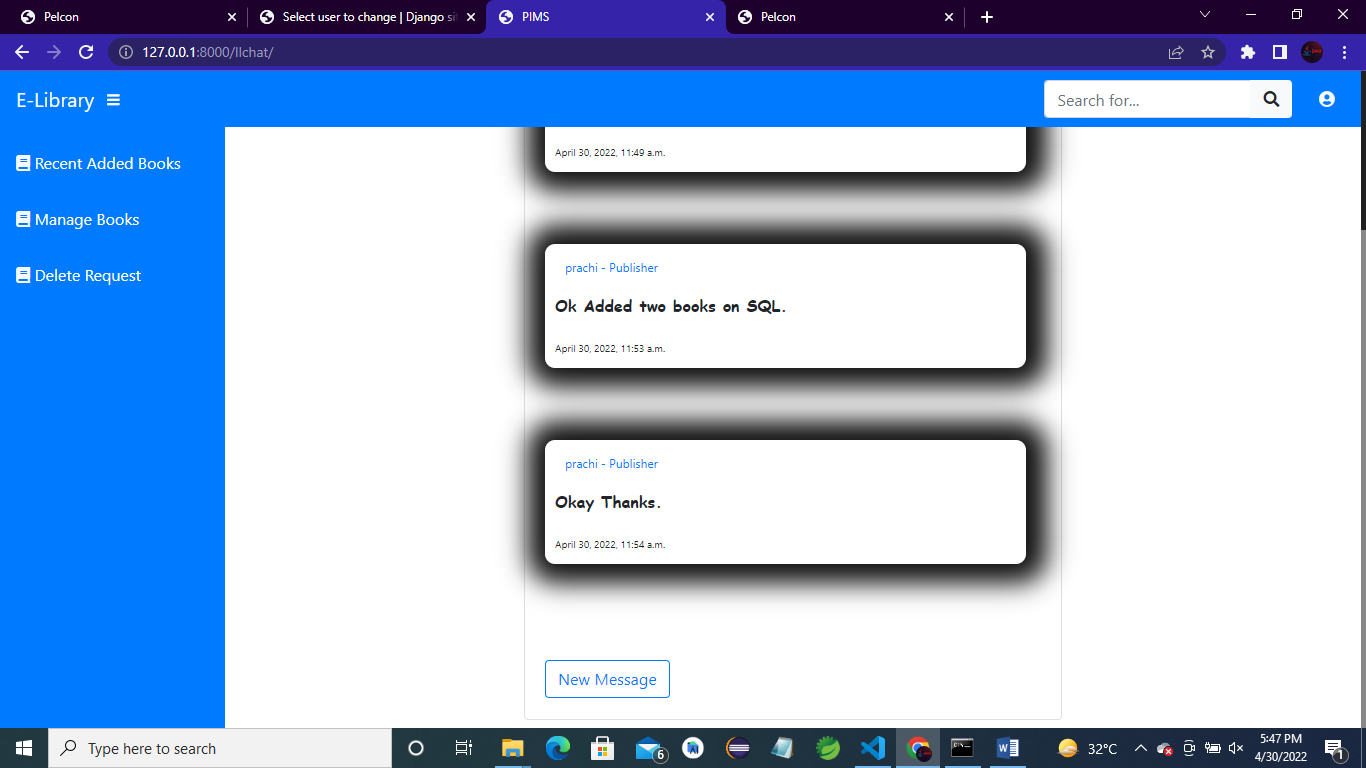 Pelcon
Select user to change | Django si
PIMS
Pelcon
127.0.0.1:8000/llchat/
E-Library
Search for...
Recent Added Books
Manage Books
Delete Request
April 30, 2022, 11:49 a.m.
prachi - Publisher
Ok Added two books on SQL.
April 30, 2022, 11:53 a.m.
prachi - Publisher
Okay Thanks.
April 30, 2022, 11:54 a.m.
New Message
Type here to search
6
32°C
5:47 PM
4/30/2022
1